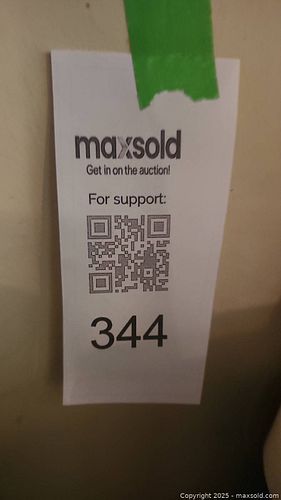 maxsold
Get in on the auction!
For support:
344
Copyright 2025 - maxsold.com